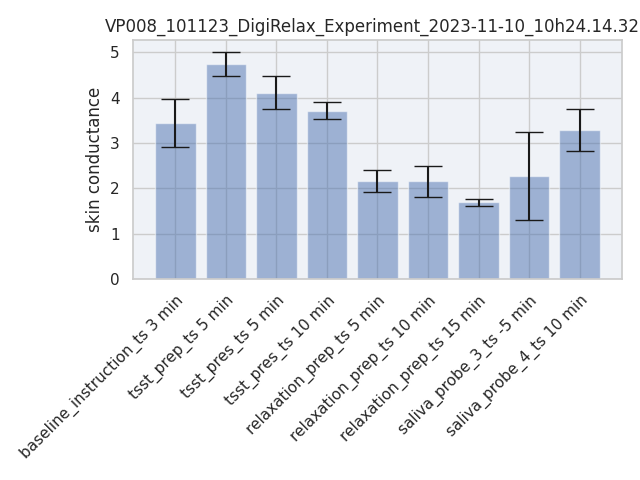 VP008_101123_DigiRelax_Experiment_2023-11-10_10h24.14.32
skin conductance
5
4
3
2
1
0
baseline_instruction_ts 3 min
tsst_prep_ts 5 min
tsst_pres_ts 5 min
tsst_pres_ts 10 min
relaxation_prep_ts 5 min
relaxation_prep_ts 10 min
relaxation_prep_ts 15 min
saliva_probe_3_ts -5 min
saliva_probe_4_ts 10 min